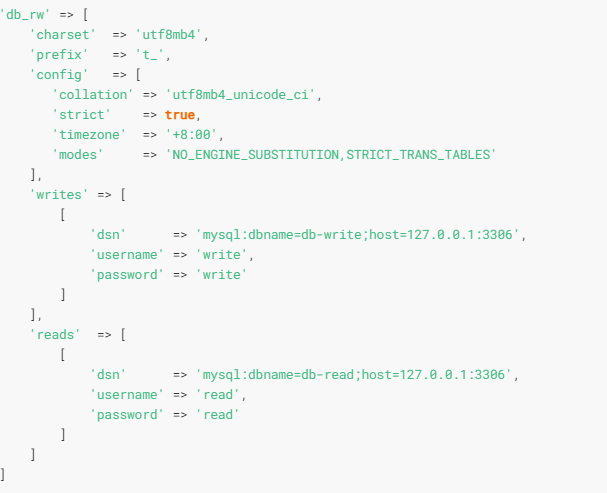 'db_rw' => [
    'charset'  => 'utf8mb4',
    'prefix'   => 't_',
    'config'   => [
       'collation' => 'utf8mb4_unicode_ci',
       'strict'    => true,
       'timezone'  => '+8:00',
       'modes'     => 'NO_ENGINE_SUBSTITUTION,STRICT_TRANS_TABLES'
    ],
    'writes' => [
        [
            'dsn'      => 'mysql:dbname=db-write;host=127.0.0.1:3306',
            'username' => 'write',
            'password' => 'write'
        ]
    ],
    'reads'  => [
        [
            'dsn'      => 'mysql:dbname=db-read;host=127.0.0.1:3306',
            'username' => 'read',
            'password' => 'read'
        ]
    ]
]